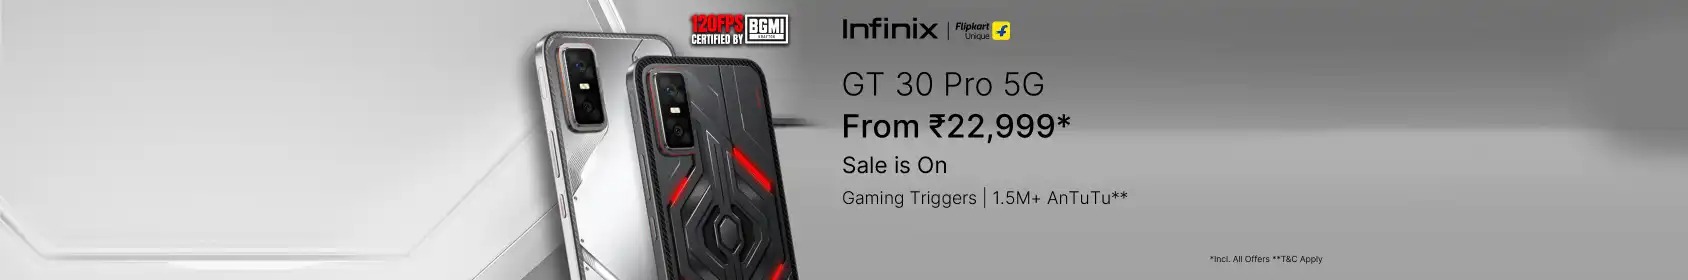 120FPS
CERTIFIED BY BGMI
Infinix | Flipkart
Unique
GT 30 Pro 5G
From ₹22,999*
Sale is On
Gaming Triggers | 1.5M+ AnTuTu**
*Incl. All Offers **T&C Apply